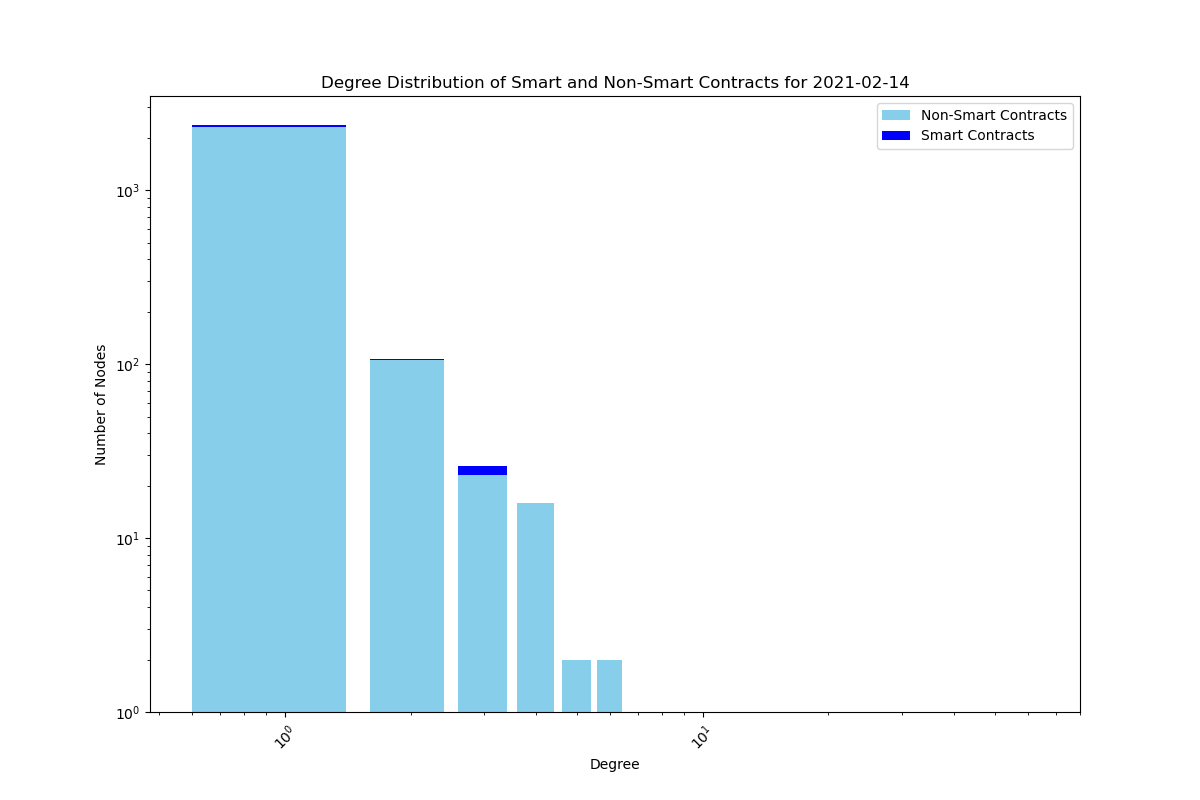 Degree Distribution of Smart and Non-Smart Contracts for 2021-02-14
Non-Smart Contracts
Smart Contracts
Number of Nodes
10³
10²
10¹
10⁰
10⁰
10¹
Degree